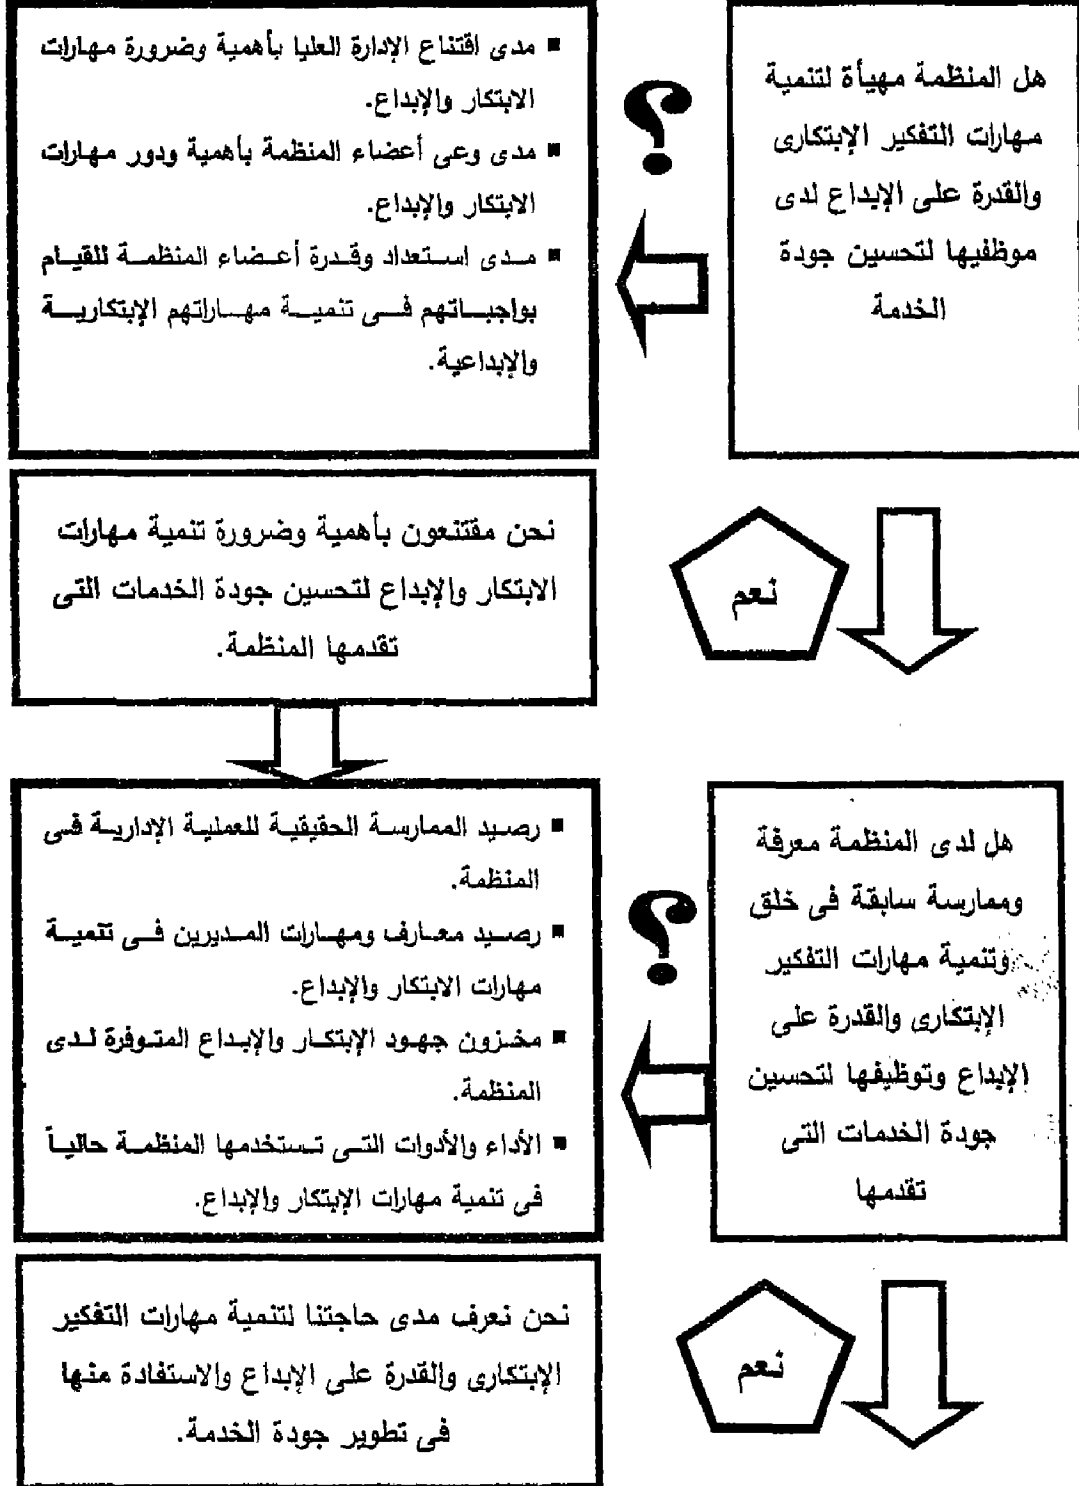 هل المنظمة مهيأة لتنمية
مهارات التفكير الإبتكارى
والقدرة على الإبداع لدى
موظفيها لتحسين جودة
الخدمة
؟
▪ مدى اقتناع الإدارة العليا بأهمية وضرورة مهارات
الابتكار والإبداع.
▪ مدى وعى أعضاء المنظمة بأهمية ودور مهارات
الابتكار والإبداع.
▪ مدى استعداد وقدرة أعضاء المنظمة للقيام
بواجباتهم فى تنمية مهاراتهم الإبتكارية
والإبداعية.
نعم
نحن مقتنعون بأهمية وضرورة تنمية مهارات
الابتكار والإبداع لتحسين جودة الخدمات التى
تقدمها المنظمة.
هل لدى المنظمة معرفة
وممارسة سابقة فى خلق
وتنمية مهارات التفكير
الإبتكارى والقدرة على
الإبداع وتوظيفها لتحسين
جودة الخدمات التى
تقدمها
؟
▪ رصيد الممارسة الحقيقية للعملية الإدارية فى
المنظمة.
▪ رصيد معارف ومهارات المديرين فى تنمية
مهارات الابتكار والإبداع.
▪ مخزون جهود الإبتكار والإبداع المتوفرة لدى
المنظمة.
▪ الأداء والأدوات التى تستخدمها المنظمة حالياً
فى تنمية مهارات الإبتكار والإبداع.
نعم
نحن نعرف مدى حاجتنا لتنمية مهارات التفكير
الإبتكارى والقدرة على الإبداع والاستفادة منها
فى تطوير جودة الخدمة.